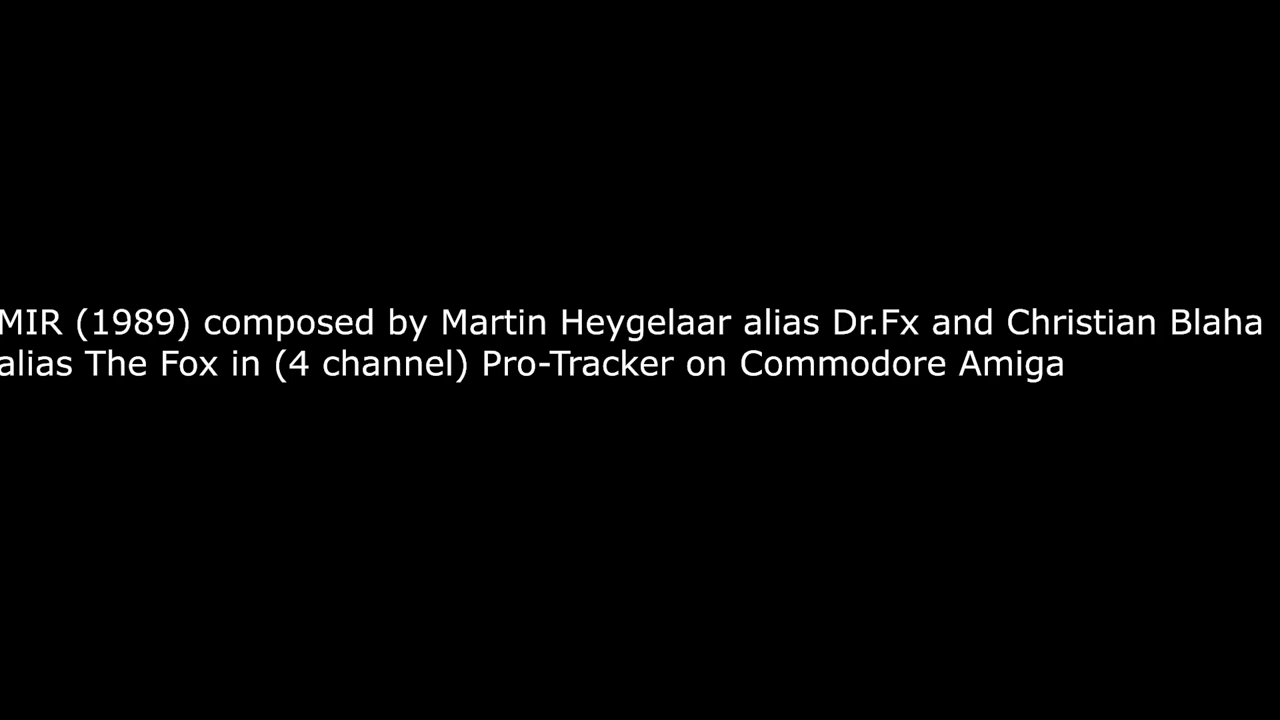 MIR (1989) composed by Martin Heygelaar alias Dr.Fx and Christian Blaha
alias The Fox in (4 channel) Pro-Tracker on Commodore Amiga